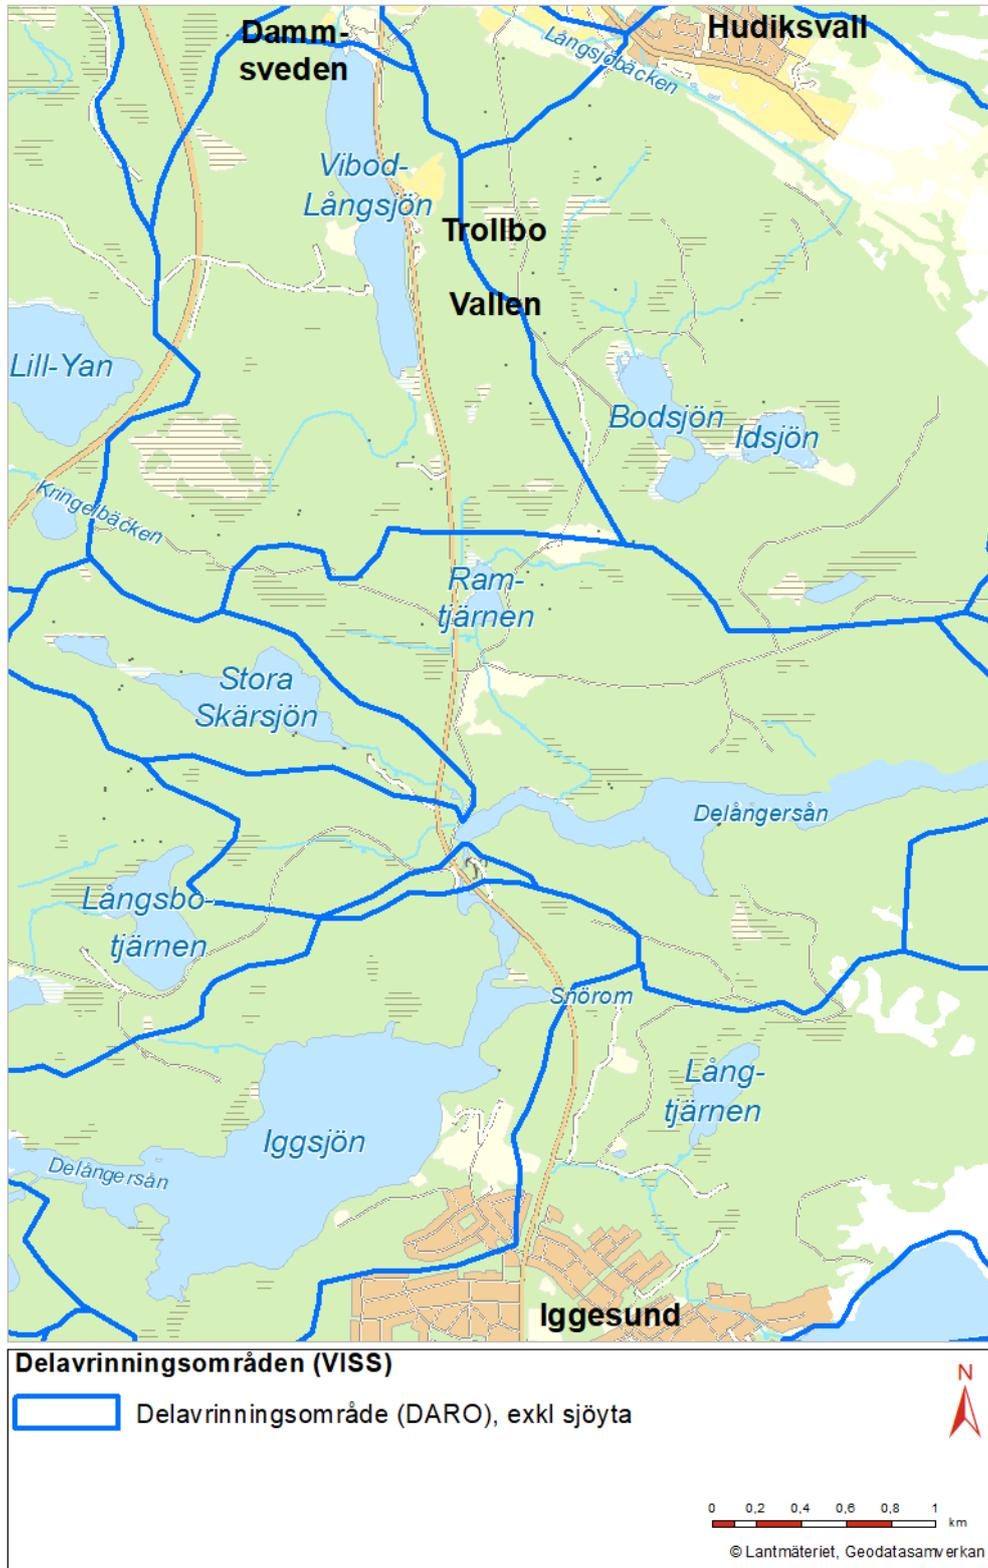 Damm-
sveden
Hudiksvall
Långsjöbäcken
Vibod-
Långsjön
Trollbo
Vallen
Lill-Yan
Bodsjön
Idsjön
Kringelbäcken
Ram-
tjärnen
Stora
Skärsjön
Delångersån
Långsbo-
tjärnen
Snörom
Lång-
tjärnen
Iggsjön
Delångersån
Iggesund
Delavrinningsområden (VISS)
Delavrinningsområde (DARO), exkl sjöyta
N
0 0,2 0,4 0,6 0,8 1
km
© Lantmäteriet, Geodatasamverkan